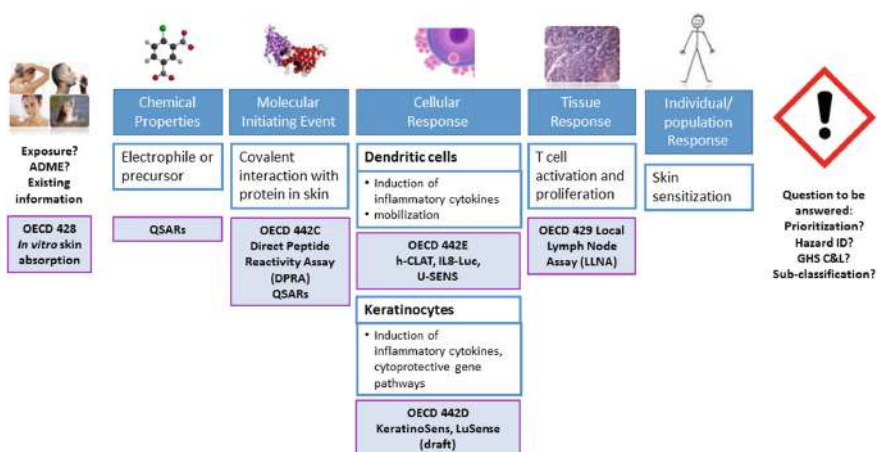 Exposure?
ADME?
Existing
information
OECD 428
In vitro skin
absorption
Chemical
Properties
Electrophile or
precursor
QSARs
Molecular
Initiating Event
Covalent
interaction with
protein in skin
OECD 442C
Direct Peptide
Reactivity Assay
(DPRA)
QSARs
Cellular
Response
Dendritic cells
• Induction of
inflammatory cytokines
• mobilization
OECD 442E
h-CLAT, IL8-Luc,
U-SENS
Keratinocytes
• Induction of
inflammatory cytokines,
cytoprotective gene
pathways
OECD 442D
KeratinoSens, LuSense
(draft)
Tissue
Response
T cell
activation and
proliferation
OECD 429 Local
Lymph Node
Assay (LLNA)
Individual/
population
Response
Skin
sensitization
Question to be
answered:
Prioritization?
Hazard ID?
GHS C&L?
Sub-classification?